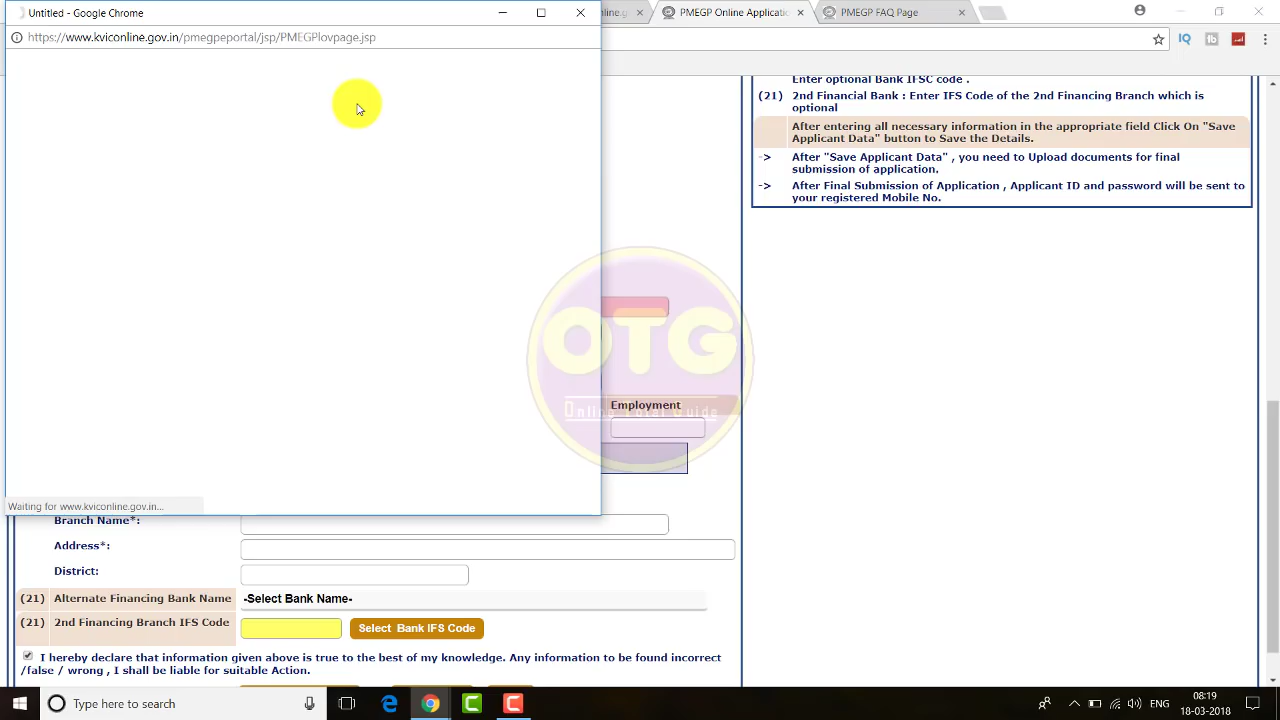 Untitled - Google Chrome
https://www.kviconline.gov.in/pmegpeportal/jsp/PMEGPlovpage.jsp
nline.g
PMEGP Online Applicatio
PMEGP FAQ Page
Enter optional Bank IFSC code .
(21) 2nd Financial Bank : Enter IFS Code of the 2nd Financing Branch which is
optional
After entering all necessary information in the appropriate field Click On "Save
Applicant Data" button to Save the Details.
-> After "Save Applicant Data" , you need to Upload documents for final
submission of application.
-> After Final Submission of Application , Applicant ID and password will be sent to
your registered Mobile No.
OTG
Online Total Guide
Employment
Waiting for www.kviconline.gov.in...
Branch Name*:
Address*:
District:
(21) Alternate Financing Bank Name -Select Bank Name-
(21) 2nd Financing Branch IFS Code Select Bank IFS Code
I hereby declare that information given above is true to the best of my knowledge. Any information to be found incorrect
/false / wrong , I shall be liable for suitable Action.
Type here to search
ENG
08:19
18-03-2018